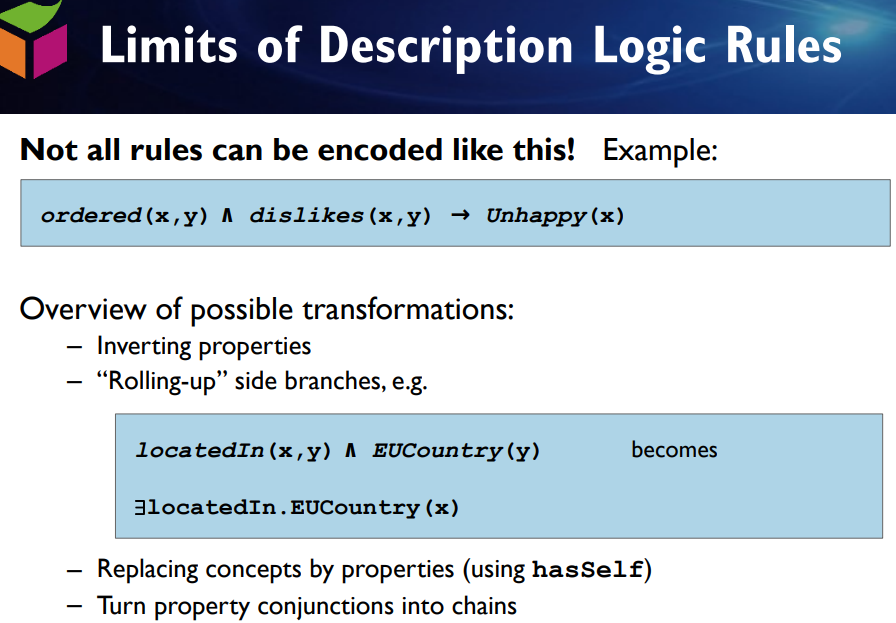 Limits of Description Logic Rules
Not all rules can be encoded like this! Example:
ordered(x,y) ∧ dislikes(x,y) → Unhappy(x)
Overview of possible transformations:
– Inverting properties
– “Rolling-up” side branches, e.g.
locatedIn(x,y) ∧ EUCountry(y) becomes
∃locatedIn.EUCountry(x)
– Replacing concepts by properties (using hasSelf)
– Turn property conjunctions into chains